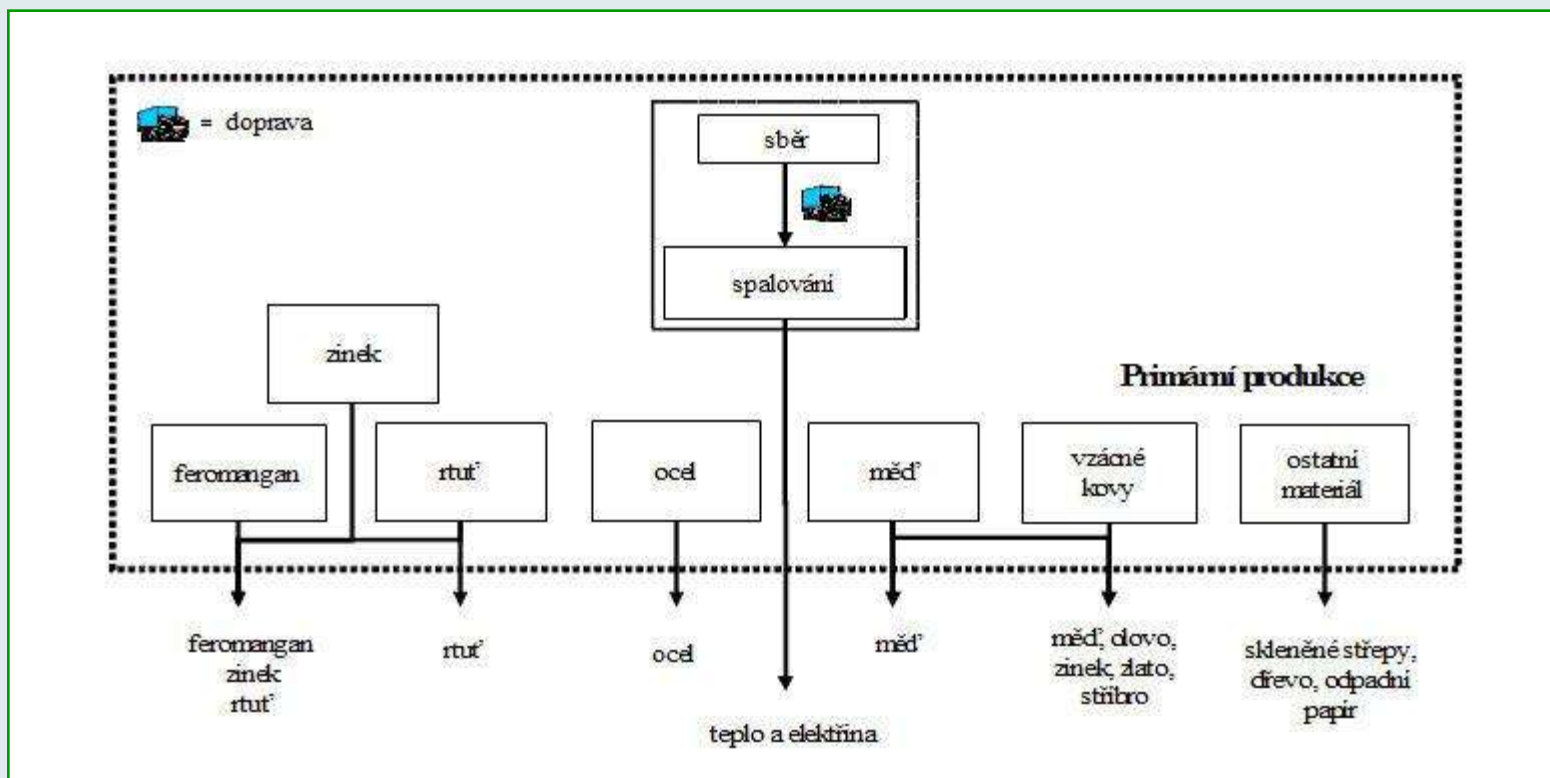 = doprava
sběr
spalování
zinek
Primární produkce
feromangan
rtuť
ocel
měď
vzácné
kovy
ostatní
materiál
feromangan
zinek
rtuť
rtuť
ocel
měď
měď, olovo,
zinek, zlato,
stříbro
skleněné střepy,
dřevo, odpadní
papír
teplo a elektřina